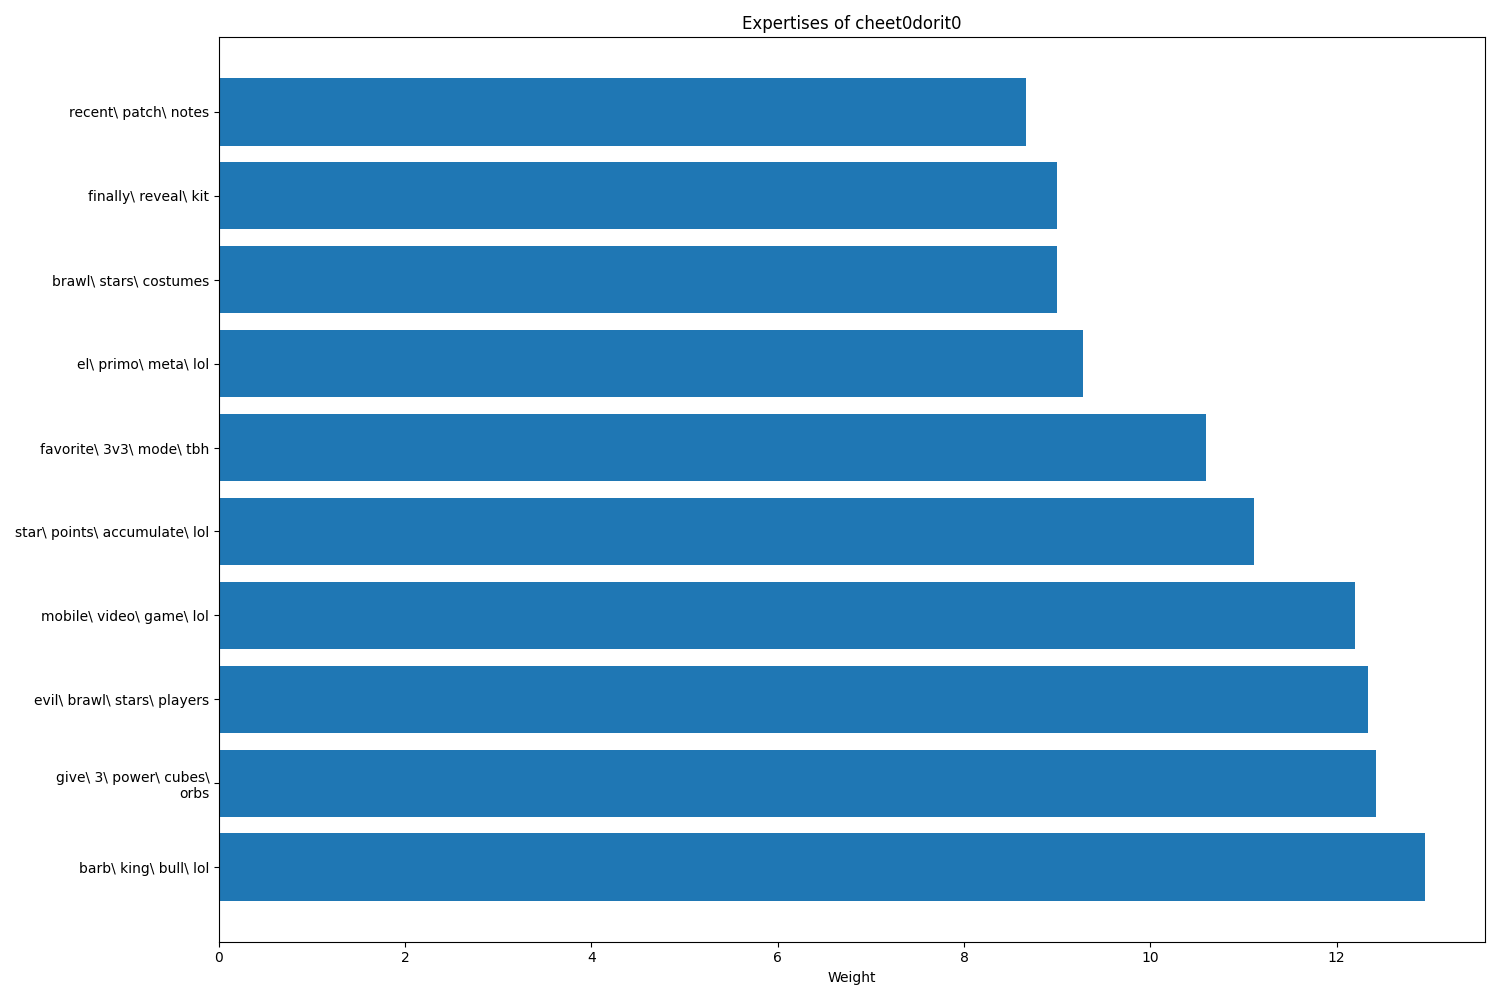 Expertises of cheet0dorit0
recent\ patch\ notes
finally\ reveal\ kit
brawl\ stars\ costumes
el\ primo\ meta\ lol
favorite\ 3v3\ mode\ tbh
star\ points\ accumulate\ lol
mobile\ video\ game\ lol
evil\ brawl\ stars\ players
give\ 3\ power\ cubes\
orbs
barb\ king\ bull\ lol
0 2 4 6 8 10 12
Weight